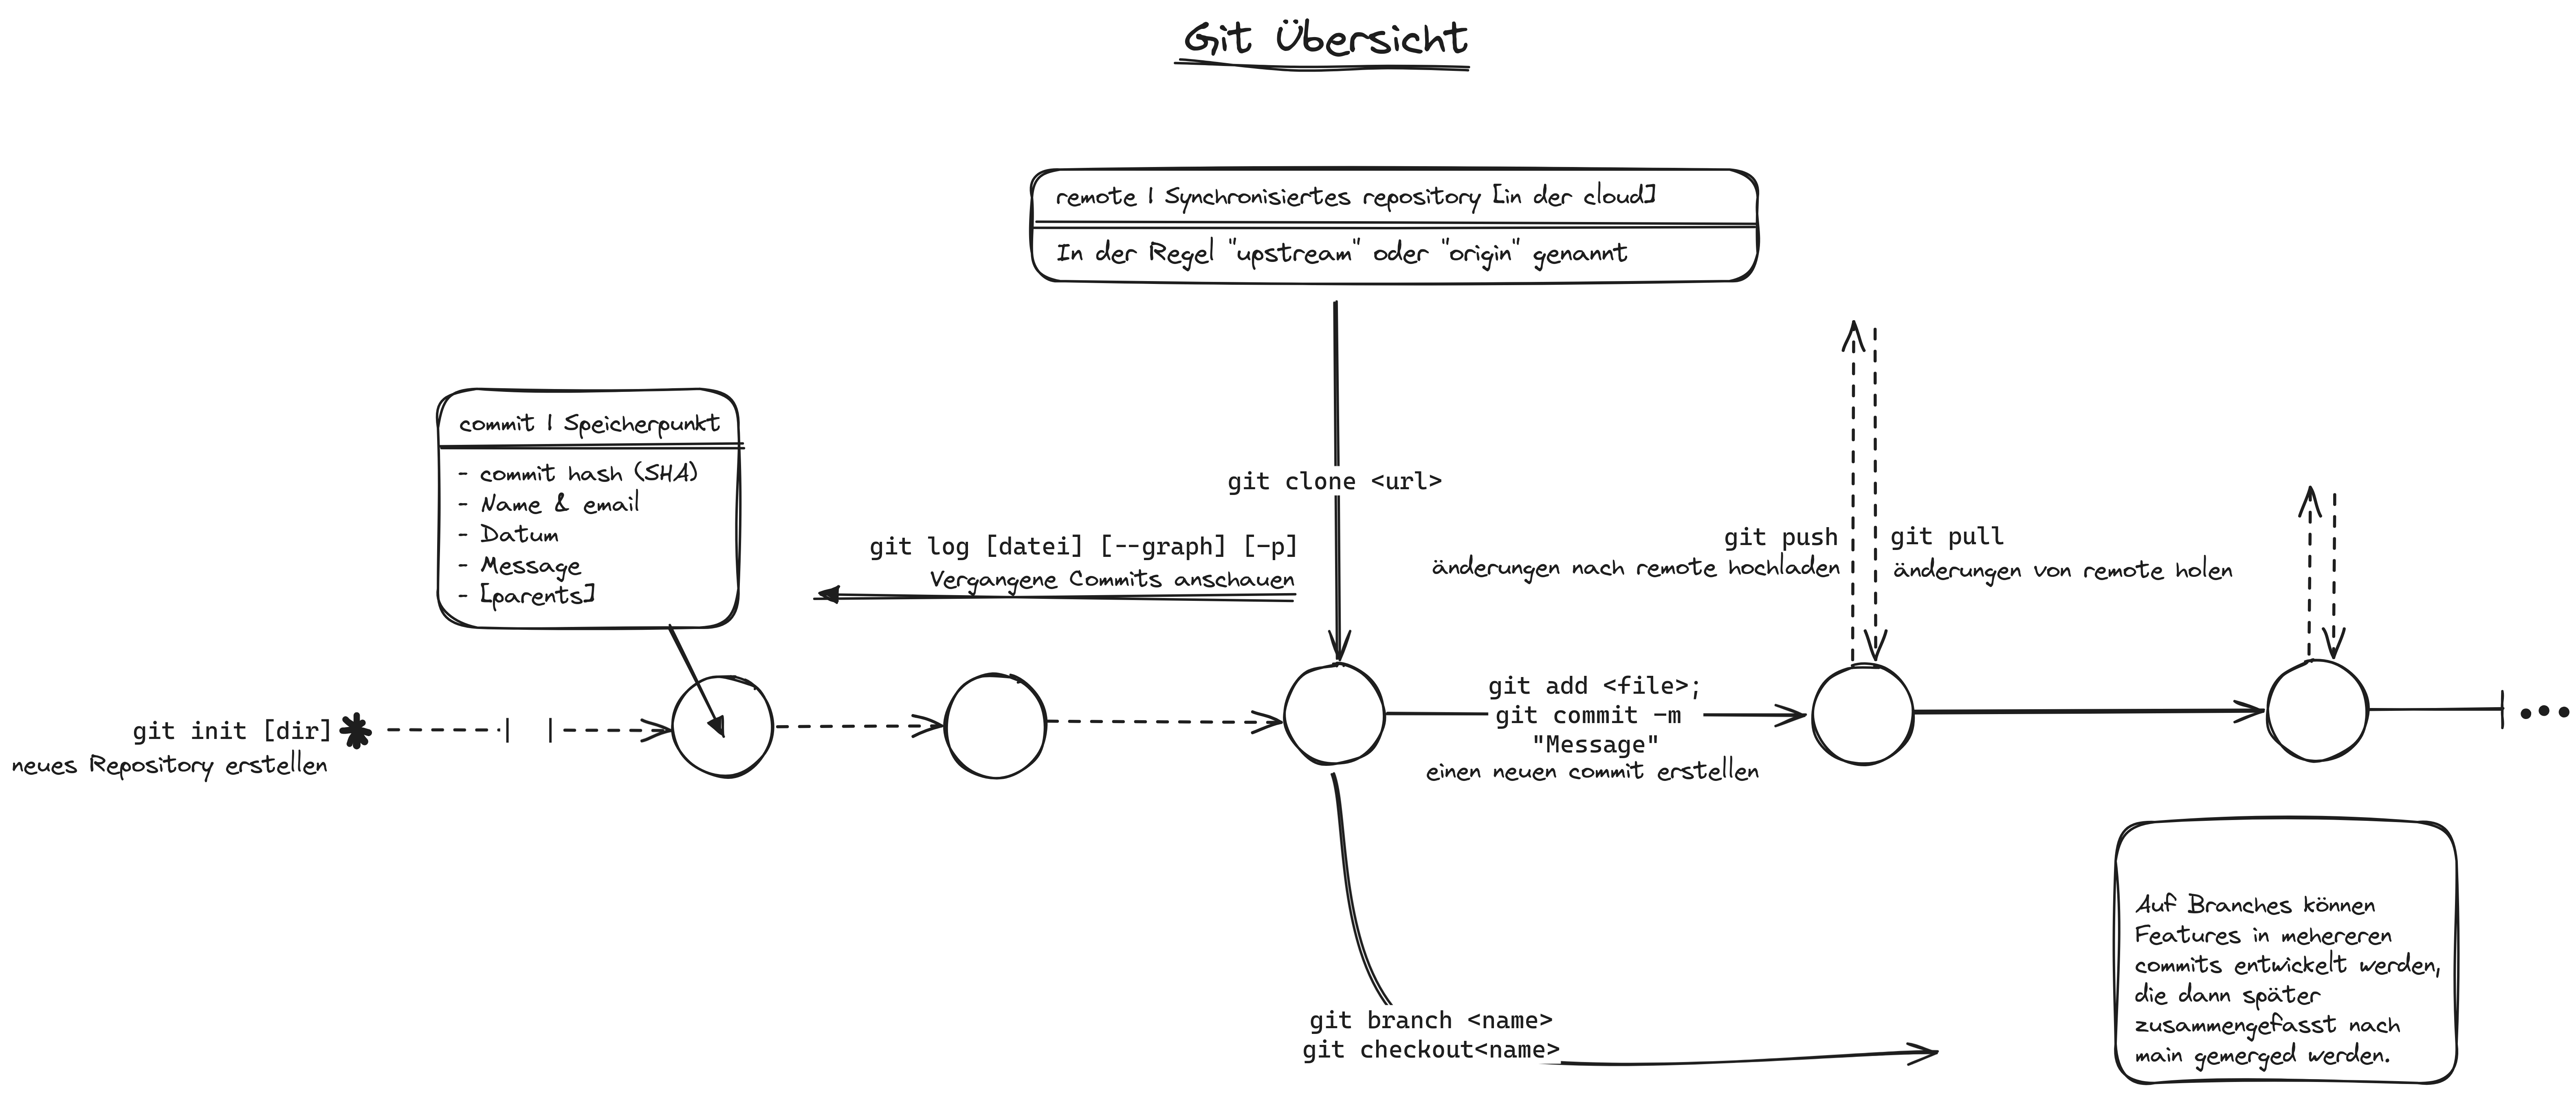 Git Übersicht
remote | Synchronisiertes repository [in der cloud]
In der Regel "upstream" oder "origin" genannt
commit | Speicherpunkt
- commit hash (SHA)
- Name & email
- Datum
- Message
- [parents]
git clone <url>
git log [datei] [--graph] [-p]
Vergangene Commits anschauen
git push
änderungen nach remote hochladen
git pull
änderungen von remote holen
git init [dir]
neues Repository erstellen
git add <file>;
git commit -m
"Message"
einen neuen commit erstellen
git branch <name>
git checkout<name>
Auf Branches können
Features in mehereren
commits entwickelt werden,
die dann später
zusammengefasst nach
main gemerged werden.